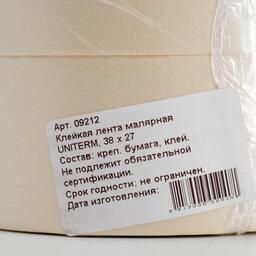 Арт. 09212
Клейкая лента малярная
UNITERM, 38 х 27
Состав: креп. бумага, клей.
Не подлежит обязательной
сертификации.
Срок годности: не ограничен.
Дата изготовления: